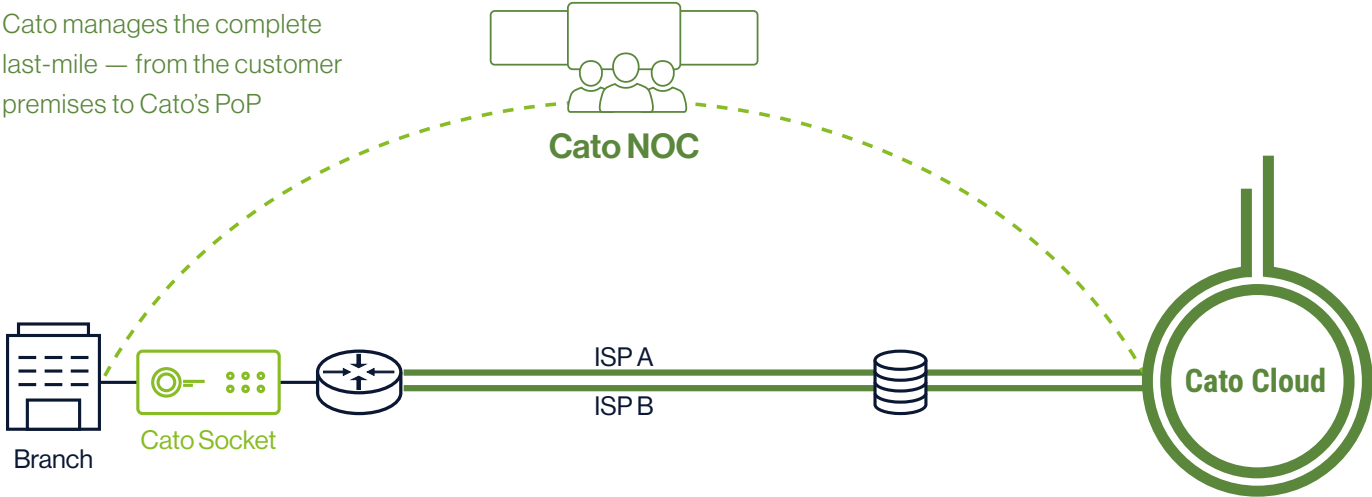 Cato manages the complete
last-mile — from the customer
premises to Cato’s PoP
Cato NOC
ISP A
ISP B
Cato Cloud
Cato Socket
Branch